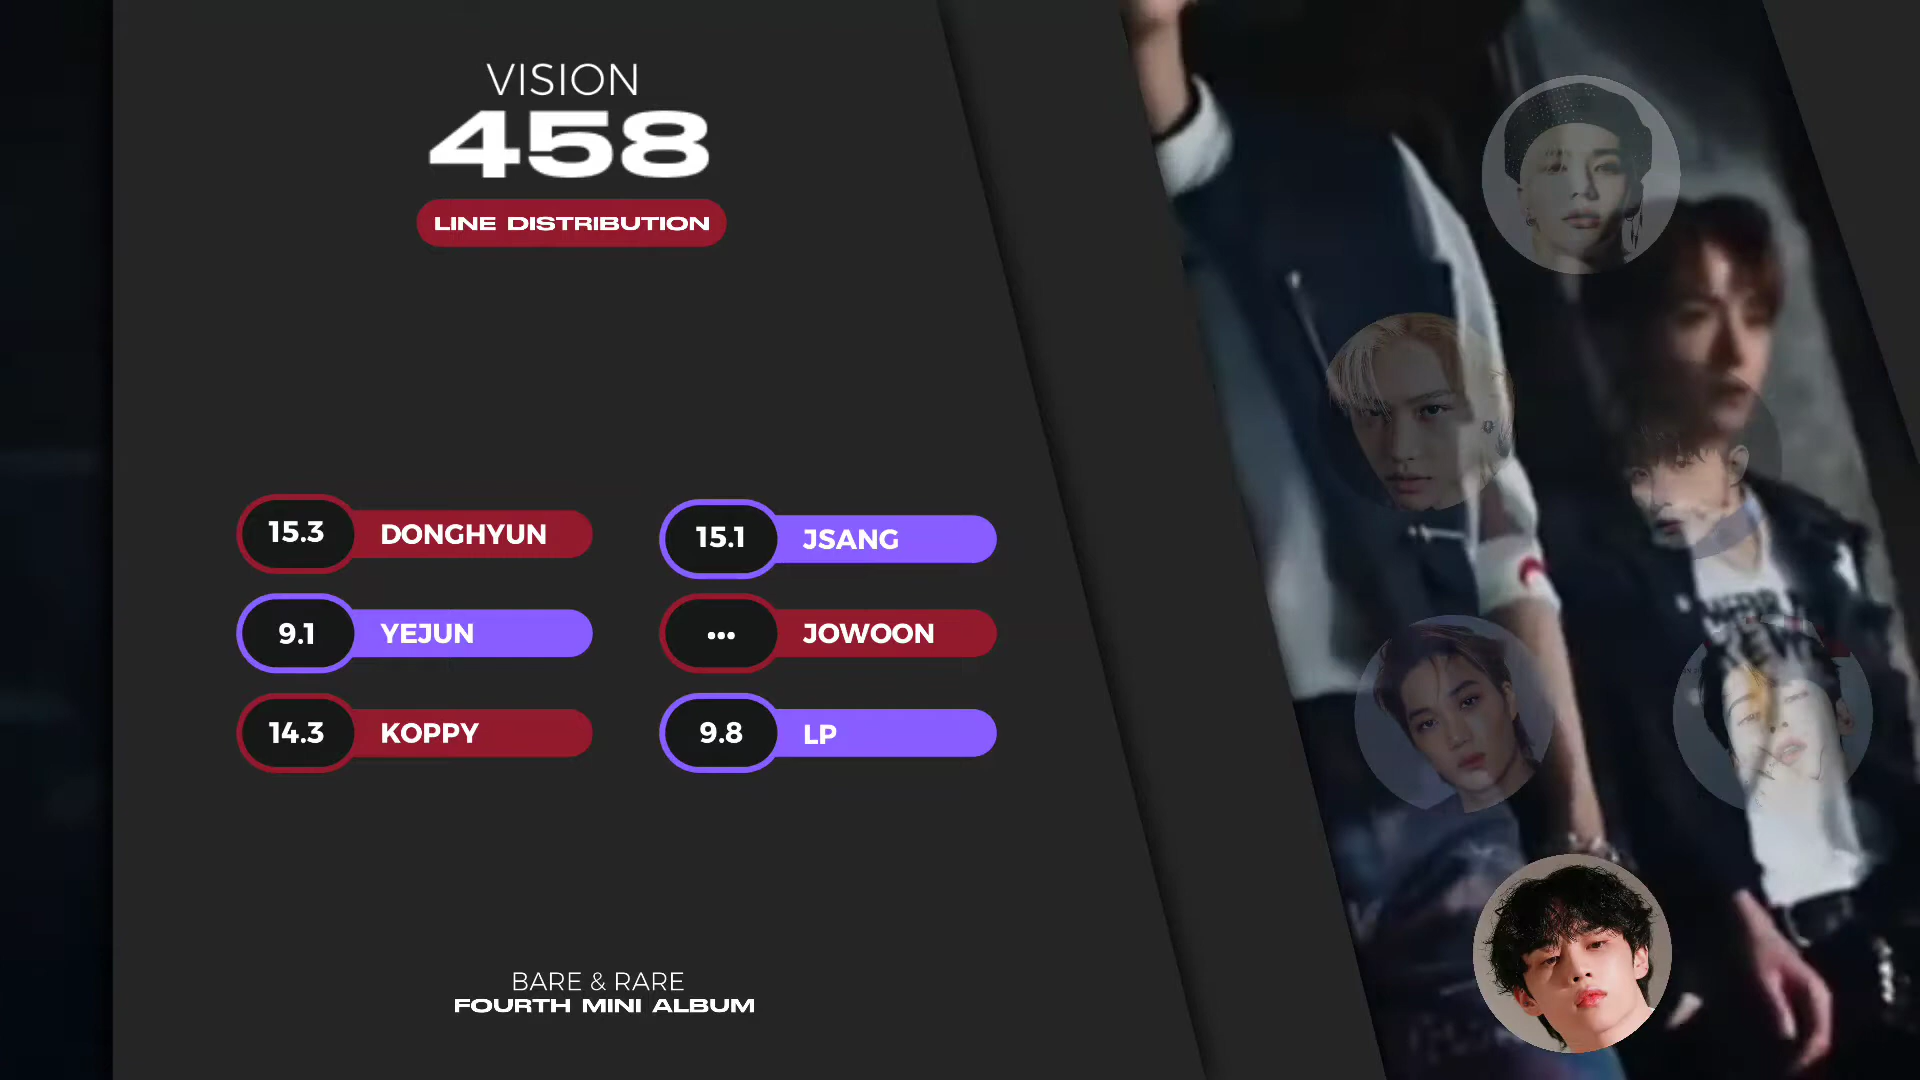 VISION
458
LINE DISTRIBUTION
15.3 DONGHYUN
15.1 JSANG
9.1 YEJUN
... JOWOON
14.3 KOPPY
9.8 LP
BARE & RARE
FOURTH MINI ALBUM